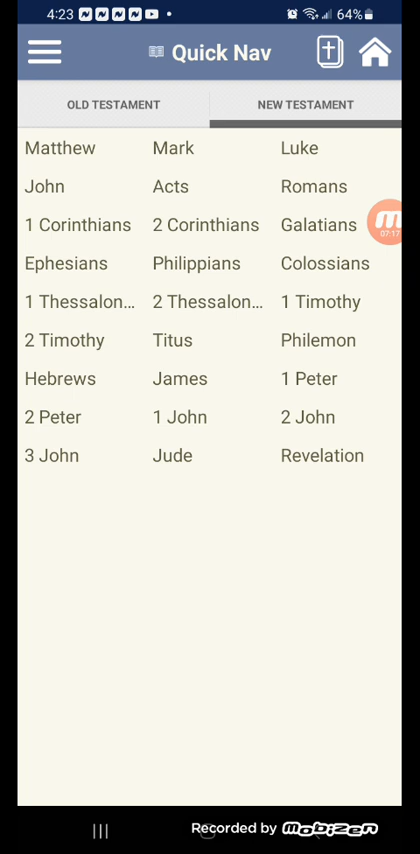 4:23 64%
Quick Nav
OLD TESTAMENT NEW TESTAMENT
Matthew Mark Luke
John Acts Romans
1 Corinthians 2 Corinthians Galatians
07:17
Ephesians Philippians Colossians
1 Thessalon... 2 Thessalon... 1 Timothy
2 Timothy Titus Philemon
Hebrews James 1 Peter
2 Peter 1 John 2 John
3 John Jude Revelation
Recorded by mobizen